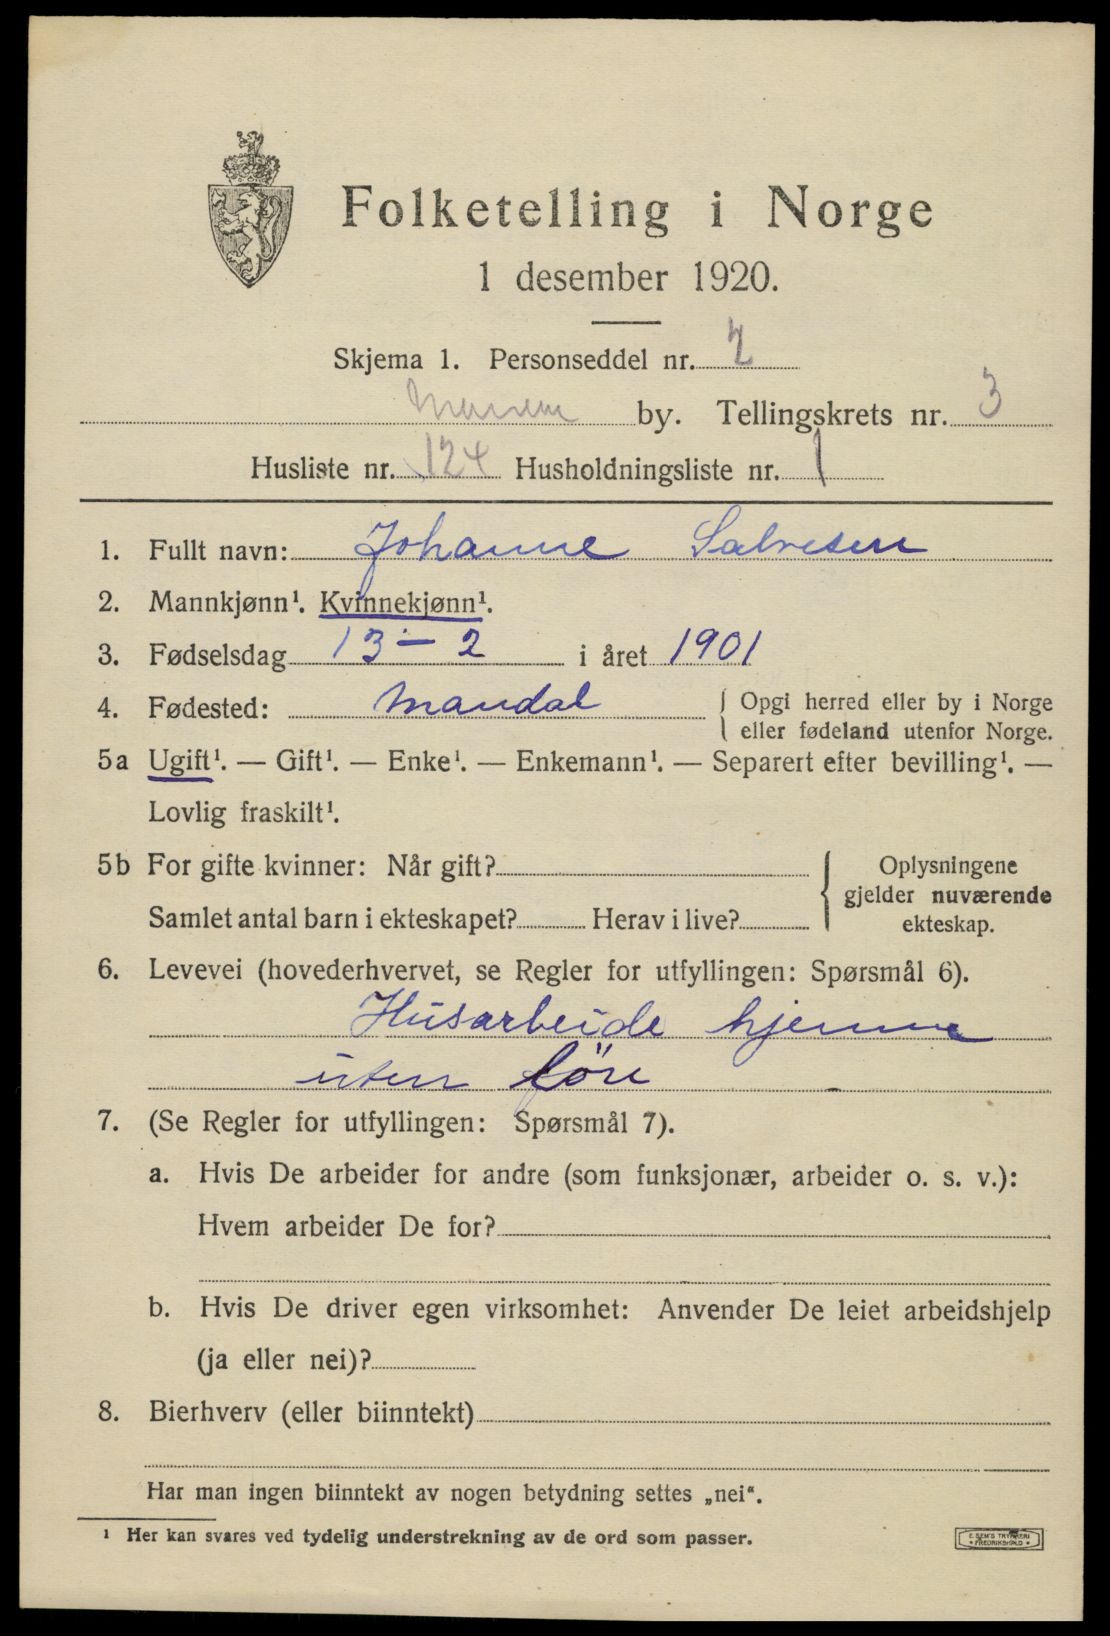 Folketelling i Norge
1 desember 1920.
Skjema 1. Personseddel nr. 7
by. Tellingskrets nr. 3
Husliste nr. 124 Husholdningsliste nr. 1
1. Fullt navn: Johanne Salvesen
2. Mannkjønn¹. Kvinnekjønn¹.
3. Fødselsdag 13 - 2 i året 1901
4. Fødested: Mandal { Opgi herred eller by i Norge
eller fødeland utenfor Norge.
5a Ugift¹. — Gift¹. — Enke¹. — Enkemann¹. — Separert efter bevilling¹. —
Lovlig fraskilt¹.
5b For gifte kvinner: Når gift? { Oplysningene
gjelder nuværende
Samlet antal barn i ekteskapet? Herav i live? ekteskap.
6. Levevei (hovederhvervet, se Regler for utfyllingen: Spørsmål 6).
Husarbeide hjemme
uten
7. (Se Regler for utfyllingen: Spørsmål 7).
a. Hvis De arbeider for andre (som funksjonær, arbeider o. s. v.):
Hvem arbeider De for?
b. Hvis De driver egen virksomhet: Anvender De leiet arbeidshjelp
(ja eller nei)?
8. Bierhverv (eller biinntekt)
Har man ingen biinntekt av nogen betydning settes „nei“.
¹ Her kan svares ved tydelig understrekning av de ord som passer.
E. SEM'S TRYKKERI
* FREDRIKSHALD *